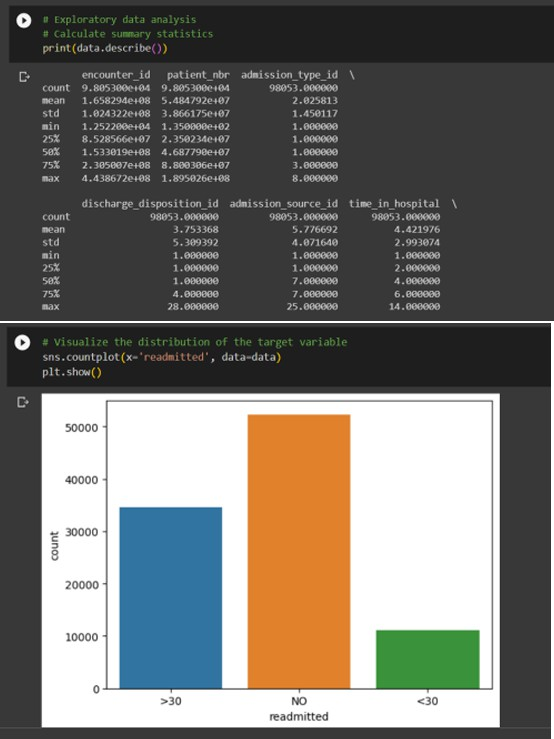 # Exploratory data analysis
# Calculate summary statistics
print(data.describe())
encounter_id patient_nbr admission_type_id \
count 9.805300e+04 9.805300e+04 98053.000000
mean 1.658294e+08 5.484792e+07 2.025813
std 1.024322e+08 3.866175e+07 1.450117
min 1.252200e+04 1.350000e+02 1.000000
25% 8.528566e+07 2.350234e+07 1.000000
50% 1.533019e+08 4.687790e+07 1.000000
75% 2.305007e+08 8.800306e+07 3.000000
max 4.438672e+08 1.895026e+08 8.000000
discharge_disposition_id admission_source_id time_in_hospital \
count 98053.000000 98053.000000 98053.000000
mean 3.753368 5.776692 4.421976
std 5.309392 4.071640 2.993074
min 1.000000 1.000000 1.000000
25% 1.000000 1.000000 2.000000
50% 1.000000 7.000000 4.000000
75% 4.000000 7.000000 6.000000
max 28.000000 25.000000 14.000000
# Visualize the distribution of the target variable
sns.countplot(x='readmitted', data=data)
plt.show()
50000
40000
30000
20000
10000
0
count
>30 NO <30
readmitted